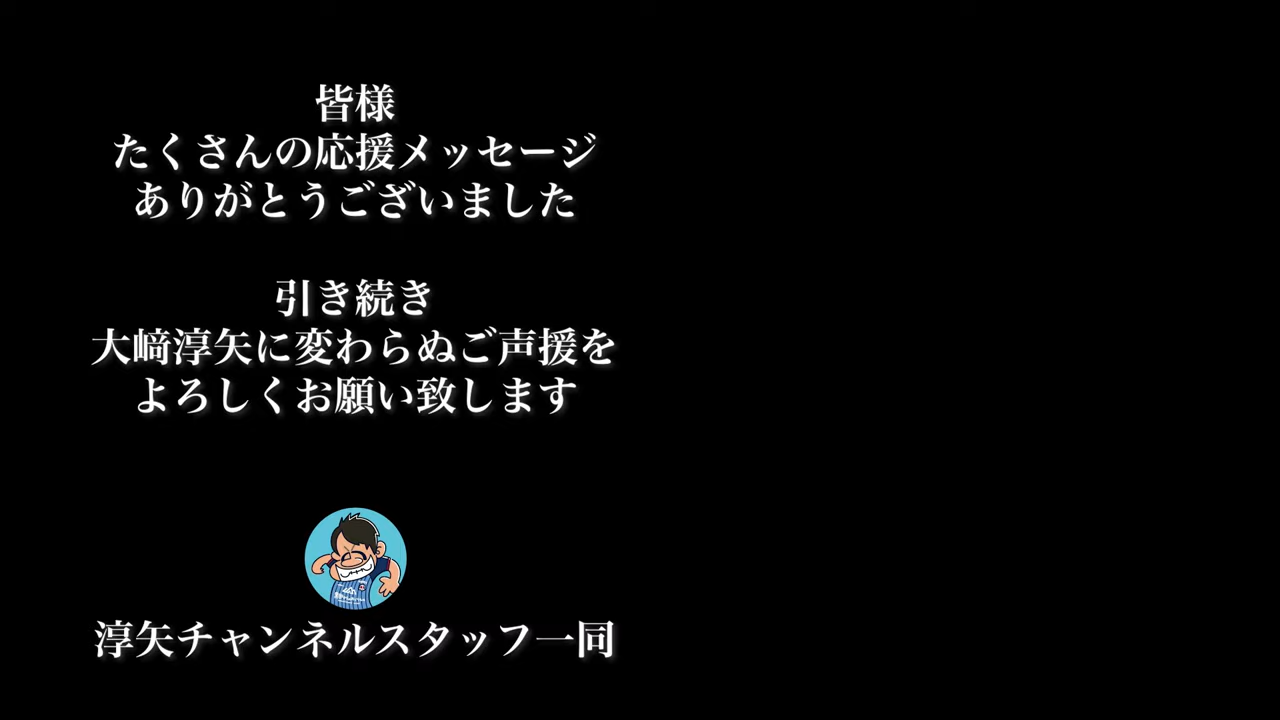 皆様
たくさんの応援メッセージ
ありがとうございました
引き続き
大﨑淳矢に変わらぬご声援を
よろしくお願い致します
淳矢チャンネルスタッフ一同